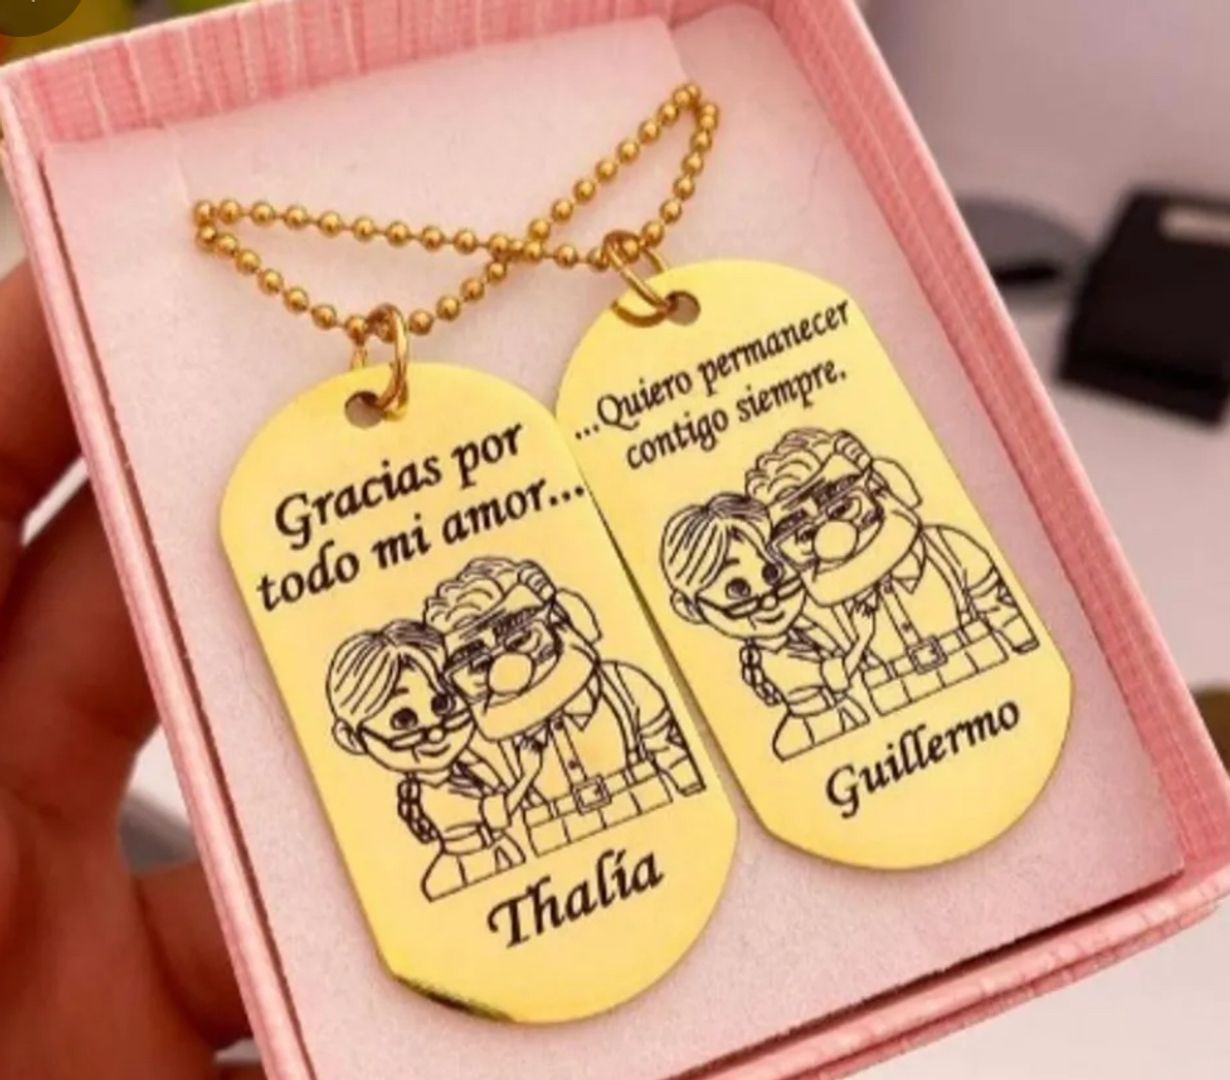 Gracias por
todo mi amor...
Thalía
...Quiero permanecer
contigo siempre.
Guillermo